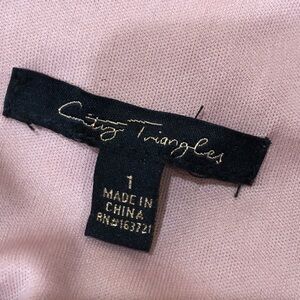 City Triangles
1
MADE IN
CHINA
RN#163721